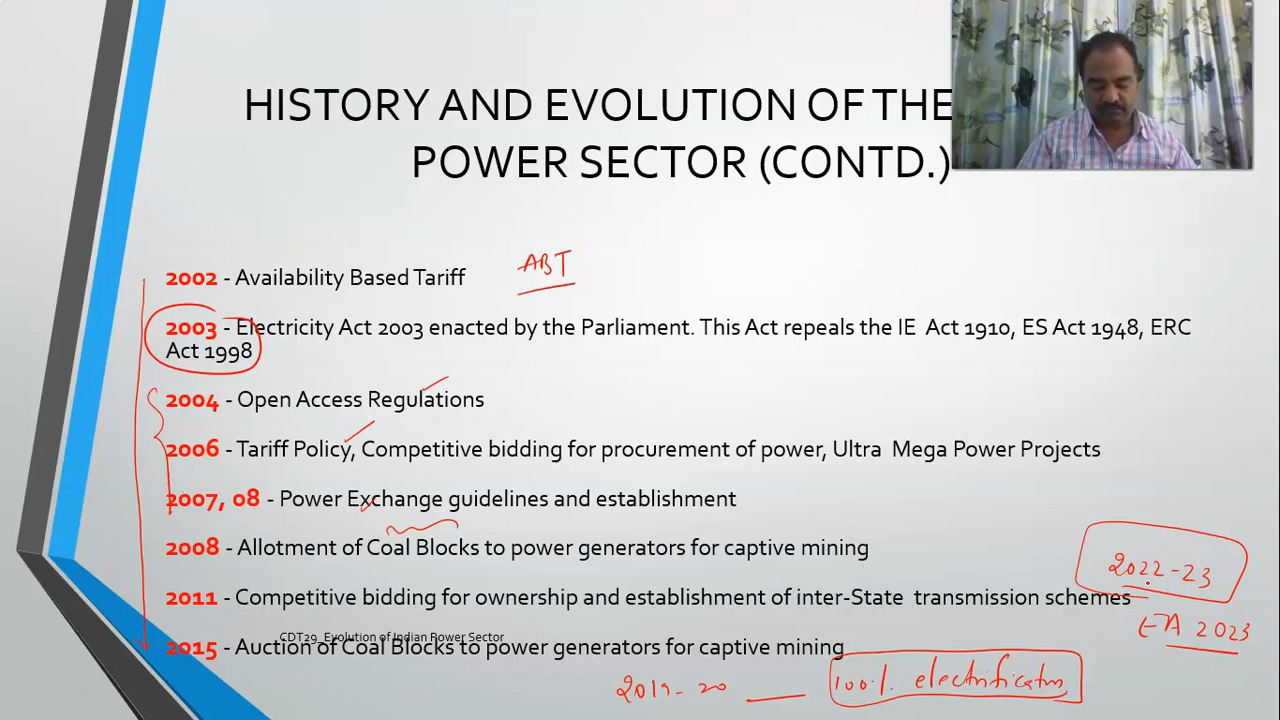 HISTORY AND EVOLUTION OF THE
POWER SECTOR (CONTD.)
2002 - Availability Based Tariff
ABT
2003 - Electricity Act 2003 enacted by the Parliament. This Act repeals the IE Act 1910, ES Act 1948, ERC
Act 1998
2004 - Open Access Regulations
2006 - Tariff Policy, Competitive bidding for procurement of power, Ultra Mega Power Projects
2007, 08 - Power Exchange guidelines and establishment
2008 - Allotment of Coal Blocks to power generators for captive mining
2022-23
2011 - Competitive bidding for ownership and establishment of inter-State transmission schemes
EA 2023
CDT29_Evolution of Indian Power Sector
2015 - Auction of Coal Blocks to power generators for captive mining
2019-20 — 100% electrification